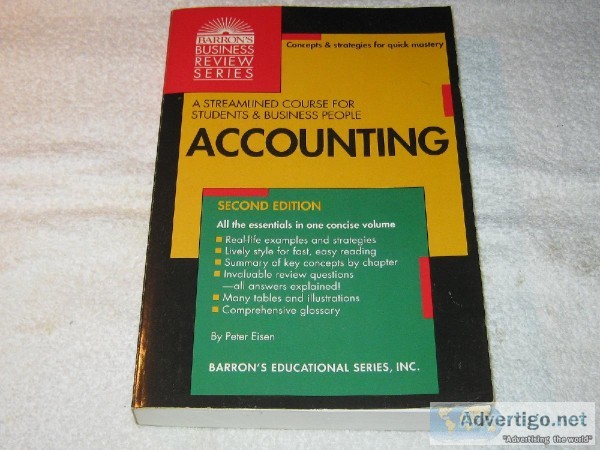 BARRON'S
BUSINESS
REVIEW
SERIES
Concepts & strategies for quick mastery
A STREAMLINED COURSE FOR
STUDENTS & BUSINESS PEOPLE
ACCOUNTING
SECOND EDITION
All the essentials in one concise volume
Real-life examples and strategies
Lively style for fast, easy reading
Summary of key concepts by chapter
Invaluable review questions
—all answers explained!
Many tables and illustrations
Comprehensive glossary
By Peter Eisen
BARRON'S EDUCATIONAL SERIES, INC.
Advertigo.net
"Advertising the world"